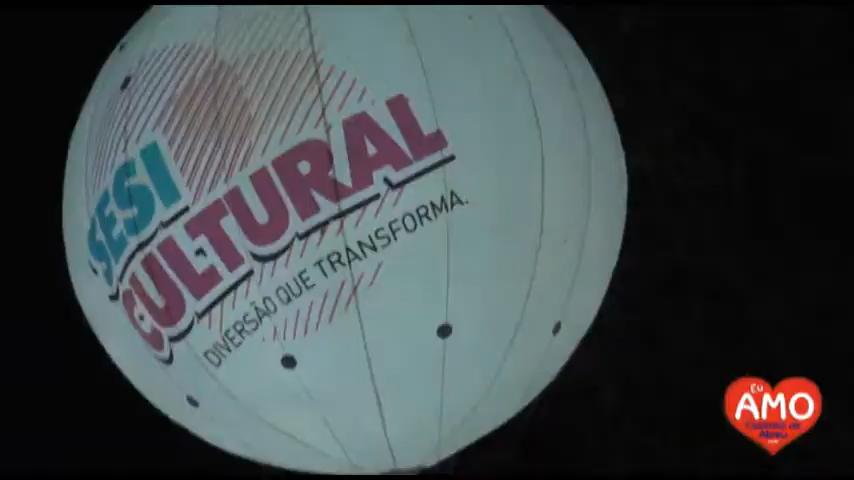 SESI
CULTURAL
DIVERSÃO QUE TRANSFORMA.
Eu
AMO